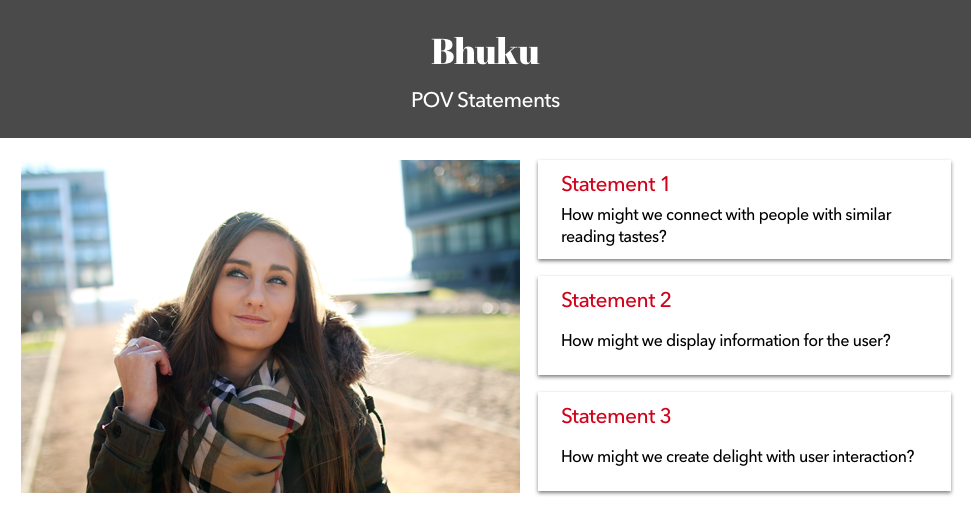 Bhuku
POV Statements
Statement 1
How might we connect with people with similar
reading tastes?
Statement 2
How might we display information for the user?
Statement 3
How might we create delight with user interaction?